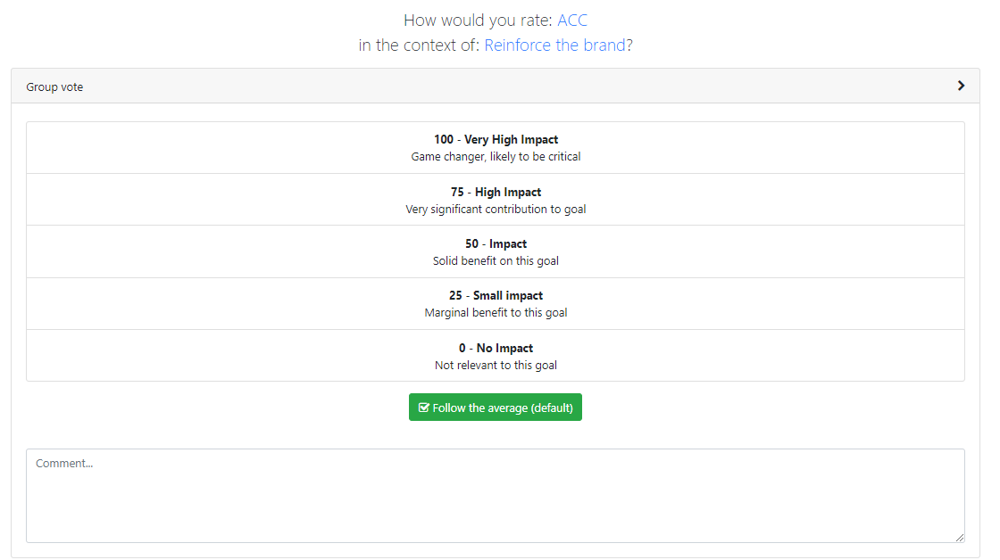 How would you rate: ACC
in the context of: Reinforce the brand?
Group vote
100 - Very High Impact
Game changer, likely to be critical
75 - High Impact
Very significant contribution to goal
50 - Impact
Solid benefit on this goal
25 - Small impact
Marginal benefit to this goal
0 - No Impact
Not relevant to this goal
Follow the average (default)
Comment...